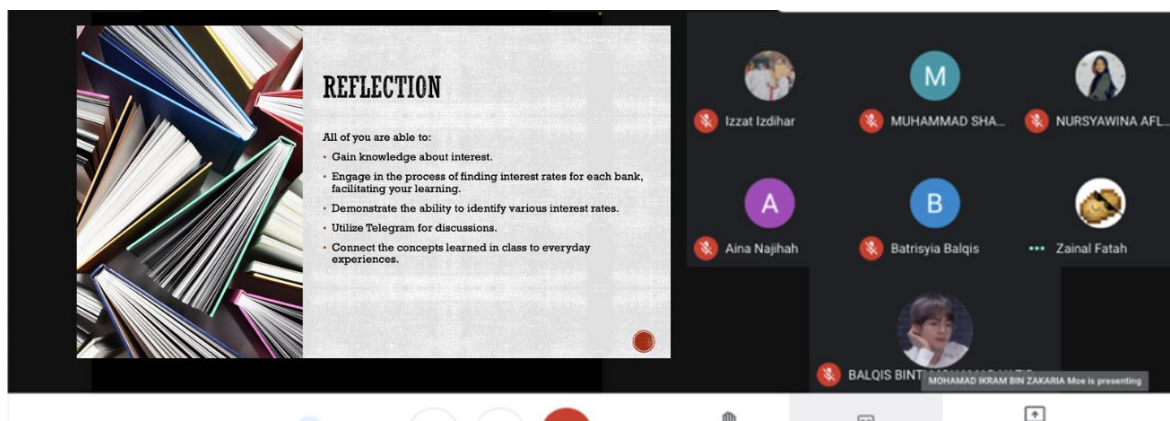 REFLECTION
All of you are able to:
• Gain knowledge about interest.
• Engage in the process of finding interest rates for each bank,
facilitating your learning.
• Demonstrate the ability to identify various interest rates.
• Utilize Telegram for discussions.
• Connect the concepts learned in class to everyday
experiences.
Izzat Izdihar
M
MUHAMMAD SHA...
NURSYAWINA AFL...
A
Aina Najihah
B
Batrisyia Balqis
Zainal Fatah
BALQIS BINT
MOHAMAD IKRAM BIN ZAKARIA Moe is presenting